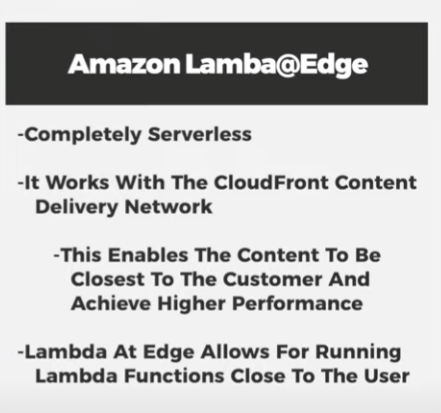 Amazon Lamba@Edge
-Completely Serverless
-It Works With The CloudFront Content
Delivery Network
-This Enables The Content To Be
Closest To The Customer And
Achieve Higher Performance
-Lambda At Edge Allows For Running
Lambda Functions Close To The User